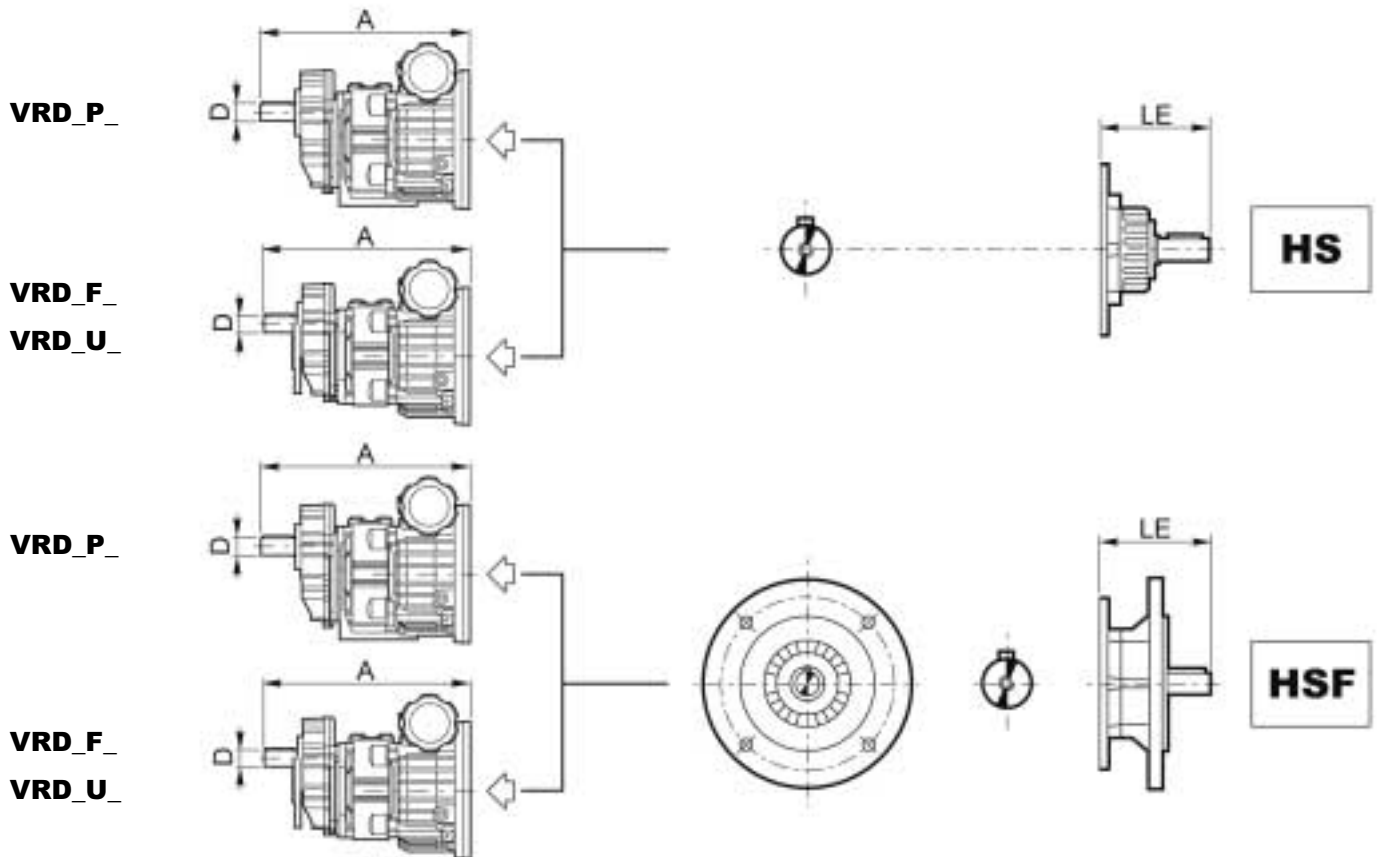 A
VRD_P_
D
LE
HS
A
VRD_F_
D
VRD_U_
A
VRD_P_
D
LE
HSF
A
VRD_F_
D
VRD_U_